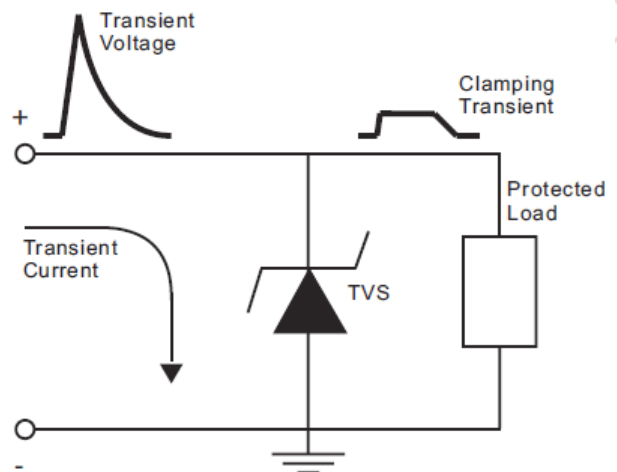 Transient
Voltage
Clamping
Transient
+
Protected
Load
Transient
Current
TVS
-